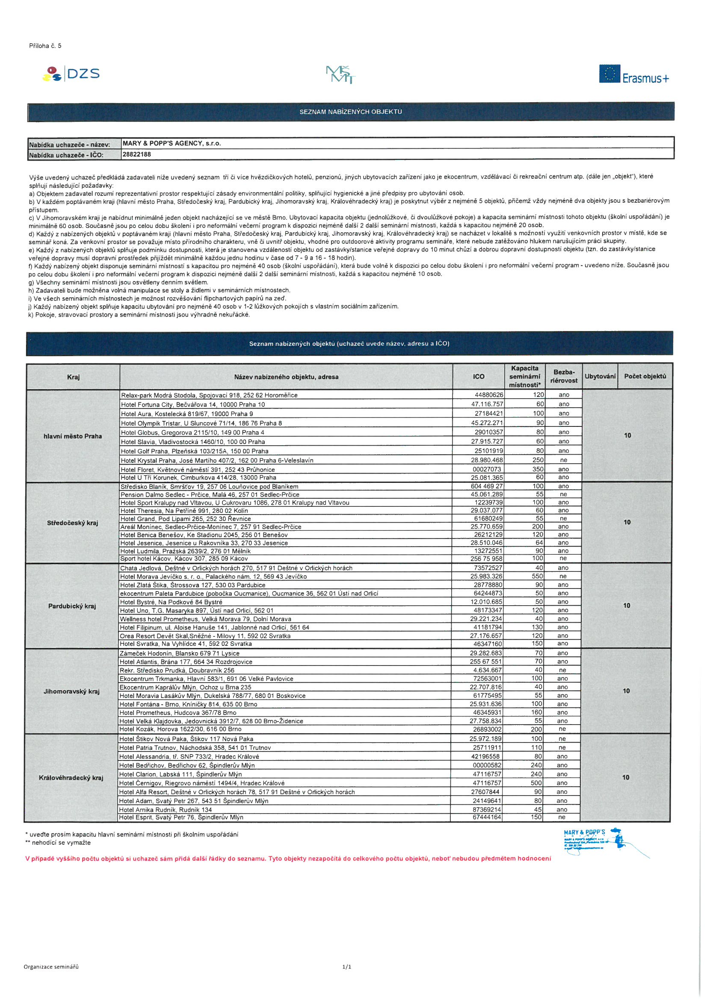 Příloha č. 5
DZS
MŠMT
Erasmus+
SEZNAM NABÍZENÝCH OBJEKTŮ
Nabídka uchazeče - název: MARY & POPP'S AGENCY, s.r.o.
Nabídka uchazeče - IČO: 28822188
Výše uvedený uchazeč předkládá zadavateli níže uvedený seznam tří či více hvězdičkových hotelů, penzionů, jiných ubytovacích zařízení jako je ekocentrum, vzdělávací či rekreační centrum atp. (dále jen „objekt“), které
splňují následující požadavky:
a) Objektem zadavatel rozumí reprezentativní prostor respektující zásady environmentální politiky, splňující hygienické a jiné předpisy pro ubytování osob.
b) V každém poptávaném kraji (hlavní město Praha, Středočeský kraj, Pardubický kraj, Jihomoravský kraj, Královéhradecký kraj) je poskytnut výběr z nejméně 5 objektů, přičemž vždy nejméně dva objekty jsou s bezbariérovým
přístupem.
c) V Jihomoravském kraji je nabídnut minimálně jeden objekt nacházející se ve městě Brno. Ubytovací kapacita objektu (jednolůžkové, či dvoulůžkové pokoje) a kapacita seminární místnosti tohoto objektu (školní uspořádání) je
minimálně 60 osob. Současně jsou po celou dobu školení i pro neformální večerní program k dispozici nejméně další 2 další seminární místnosti, každá s kapacitou nejméně 20 osob.
d) Každý z nabízených objektů v poptávaném kraji (hlavní město Praha, Středočeský kraj, Pardubický kraj, Jihomoravský kraj, Královéhradecký kraj) se nacházet v lokalitě s možností využití venkovních prostor v místě, kde se
seminář koná. Za venkovní prostor se považuje místo přírodního charakteru, vně či uvnitř objektu, vhodné pro outdoorové aktivity programu semináře, které nebude zatěžováno hlukem narušujícím práci skupiny.
e) Každý z nabízených objektů splňuje podmínku dostupnosti, která je stanovena vzdáleností objektu od zastávky/stanice veřejné dopravy do 10 minut chůzí a dobrou dopravní dostupností objektu (tzn. do zastávky/stanice
veřejné dopravy musí dopravní prostředek přijíždět minimálně každou jednu hodinu v čase od 7 - 9 a 16 - 18 hodin).
f) Každý nabízený objekt disponuje seminární místností s kapacitou pro nejméně 40 osob (školní uspořádání), která bude volně k dispozici po celou dobu školení i pro neformální večerní program - uvedeno níže. Současně jsou
po celou dobu školení i pro neformální večerní program k dispozici nejméně další 2 další seminární místnosti, každá s kapacitou nejméně 10 osob.
g) Všechny seminární místnosti jsou osvětleny denním světlem.
h) Zadavateli bude možněna volná manipulace se stoly a židlemi v seminárních místnostech.
i) Ve všech seminárních místnostech je možnost rozvěšování flipchartových papírů na zeď.
j) Každý nabízený objekt splňuje kapacitu ubytování pro nejméně 40 osob v 1-2 lůžkových pokojích s vlastním sociálním zařízením.
k) Pokoje, stravovací prostory a seminární místnosti jsou výhradně nekuřácké.
Seznam nabízených objektů (uchazeč uvede název, adresu a IČO)
Kraj Název nabízeného objektu, adresa ICO Kapacita seminární místnosti* Bezba-riérovost Ubytování Počet objektů
hlavní město Praha 10
Relax-park Modrá Stodola, Spojovací 918, 252 62 Horoměřice 44880626 120 ano
Hotel Fortuna City, Bečvářova 14, 10000 Praha 10 47.116.757 60 ano
Hotel Aura, Kostelecká 819/67, 19000 Praha 9 27184421 100 ano
Hotel Olympik Tristar, U Sluncové 71/14, 186 76 Praha 8 45.272.271 90 ano
Hotel Globus, Gregorova 2115/10, 149 00 Praha 4 29010357 80 ano
Hotel Slavia, Vladivostocká 1460/10, 100 00 Praha 27.915.727 60 ano
Hotel Golf Praha, Plzeňská 103/215A, 150 00 Praha 25101919 80 ano
Hotel Krystal Praha, José Martího 407/2, 162 00 Praha 6-Veleslavín 28.980.468 250 ne
Hotel Floret, Květnové náměstí 391, 252 43 Průhonice 00027073 350 ano
Hotel U Tří Korunek, Cimburkova 414/28, 13000 Praha 25.081.365 60 ano
Středočeský kraj 10
Středisko Blaník, Smršťov 19, 257 06 Louňovice pod Blaníkem 604 469 27 100 ano
Pension Dalmo Sedlec - Prčice, Malá 46, 257 01 Sedlec-Prčice 45.061.289 55 ne
Hotel Sport Kralupy nad Vltavou, U Cukrovaru 1086, 278 01 Kralupy nad Vltavou 12239739 100 ano
Hotel Theresia, Na Petříně 991, 280 02 Kolín 29.037.077 60 ano
Hotel Grand, Pod Lipami 265, 252 30 Řevnice 61680249 55 ne
Areál Monínec, Sedlec-Prčice-Monínec 7, 257 91 Sedlec-Prčice 25.770.659 200 ano
Hotel Benica Benešov, Ke Stadionu 2045, 256 01 Benešov 26212129 120 ano
Hotel Jesenice, Jesenice u Rakovníka 33, 270 33 Jesenice 28.510.046 64 ano
Hotel Ludmila, Pražská 2639/2, 276 01 Mělník 13272551 90 ano
Sport hotel Kácov, Kácov 307, 285 09 Kácov 256 75 958 100 ne
Pardubický kraj 10
Chata Jedlová, Deštné v Orlických horách 270, 517 91 Deštné v Orlických horách 73572527 40 ano
Hotel Morava Jevíčko s. r. o., Palackého nám. 12, 569 43 Jevíčko 25.983.326 550 ne
Hotel Zlatá Štika, Štrossova 127, 530 03 Pardubice 28778880 90 ano
ekocentrum Paleta Pardubice (pobočka Oucmanice), Oucmanice 36, 562 01 Ústí nad Orlicí 64244873 50 ano
Hotel Bystré, Na Podkově 84 Bystré 12.010.685 50 ano
Hotel Uno, T.G. Masaryka 897, Ústí nad Orlicí, 562 01 48173347 120 ano
Wellness hotel Prometheus, Velká Morava 79, Dolní Morava 29.221.234 40 ano
Hotel Filipinum, ul. Aloise Hanuše 141, Jablonné nad Orlicí, 561 64 41181794 130 ano
Orea Resort Devět Skal,Sněžné - Milovy 11, 592 02 Svratka 27.176.657 120 ano
Hotel Svratka, Na Vyhlídce 41, 592 02 Svratka 46347160 150 ano
Jihomoravský kraj 10
Zámeček Hodonín, Blansko 679 71 Lysice 29.282.683 70 ano
Hotel Atlantis, Brána 177, 664 34 Rozdrojovice 255 67 551 70 ano
Rekr. Středisko Prudká, Doubravník 256 4.634.667 40 ne
Ekocentrum Trkmanka, Hlavní 583/1, 691 06 Velké Pavlovice 72563001 100 ano
Ekocentrum Kaprálův Mlýn, Ochoz u Brna 235 22.707.816 40 ano
Hotel Moravia Lasákův Mlýn, Dukelská 788/77, 680 01 Boskovice 61775495 55 ano
Hotel Fontána - Brno, Kníničky 814, 635 00 Brno 25.931.636 100 ano
Hotel Prometheus, Hudcova 367/78 Brno 46345931 160 ano
Hotel Velká Klajdovka, Jedovnická 3912/7, 628 00 Brno-Židenice 27.758.834 55 ano
Hotel Kozák, Horova 1622/30, 616 00 Brno 26893002 200 ne
Královéhradecký kraj 10
Hotel Štikov Nová Paka, Štikov 117 Nová Paka 25.972.189 100 ne
Hotel Patria Trutnov, Náchodská 358, 541 01 Trutnov 25711911 110 ne
Hotel Alessandria, tř. SNP 733/2, Hradec Králové 42196558 80 ano
Hotel Bedřichov, Bedřichov 62, Špindlerův Mlýn 00000582 240 ano
Hotel Clarion, Labská 111, Špindlerův Mlýn 47116757 240 ano
Hotel Černigov, Riegrovo náměstí 1494/4, Hradec Králové 47116757 500 ano
Hotel Alfa Resort, Deštné v Orlických horách 78, 517 91 Deštné v Orlických horách 27607844 90 ano
Hotel Adam, Svatý Petr 267, 543 51 Špindlerův Mlýn 24149641 80 ano
Hotel Arnika Rudník, Rudník 134 87369214 45 ano
Hotel Esprit, Svatý Petr 76, Špindlerův Mlýn 67444164 150 ne
* uveďte prosím kapacitu hlavní seminární místnosti při školním uspořádání
** nehodící se vymažte
MARY & POPP'S
MARY & POPP'S AGENCY, s.r.o
V případě vyššího počtu objektů si uchazeč sám přidá další řádky do seznamu. Tyto objekty nezapočítá do celkového počtu objektů, neboť nebudou předmětem hodnocení
Organizace seminářů
1/1